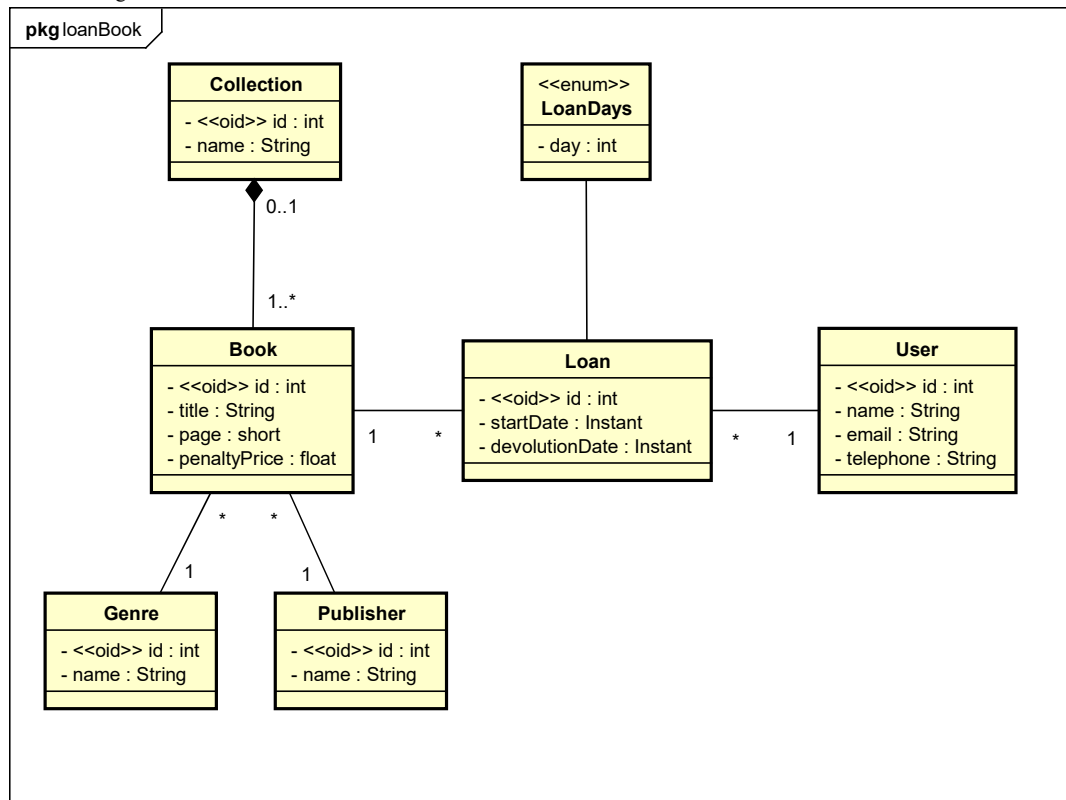 pkg loanBook
Collection
- <<oid>> id : int
- name : String
<<enum>>
LoanDays
- day : int
0..1
1..*
Book
- <<oid>> id : int
- title : String
- page : short
- penaltyPrice : float
1
*
Loan
- <<oid>> id : int
- startDate : Instant
- devolutionDate : Instant
*
1
User
- <<oid>> id : int
- name : String
- email : String
- telephone : String
*
*
1
1
Genre
- <<oid>> id : int
- name : String
Publisher
- <<oid>> id : int
- name : String